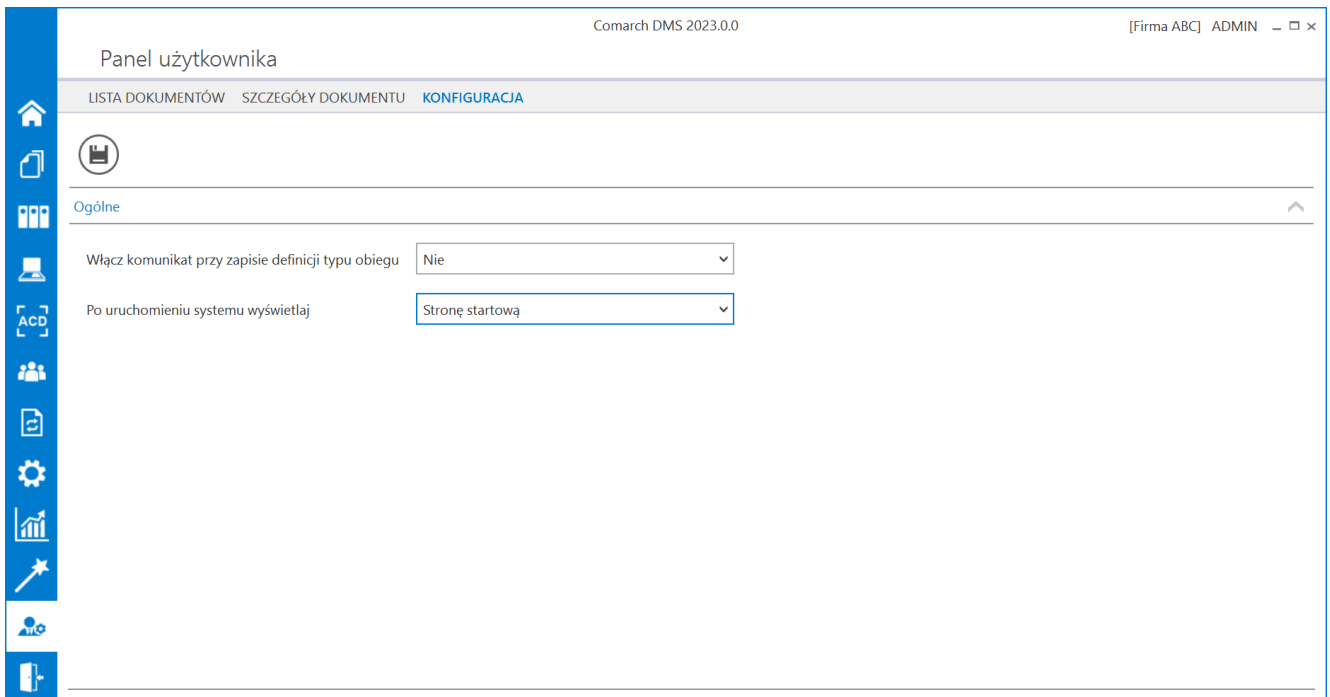 Comarch DMS 2023.0.0
[Firma ABC] ADMIN
Panel użytkownika
LISTA DOKUMENTÓW SZCZEGÓŁY DOKUMENTU KONFIGURACJA
Ogólne
Włącz komunikat przy zapisie definicji typu obiegu Nie
Po uruchomieniu systemu wyświetlaj Stronę startową
ACD